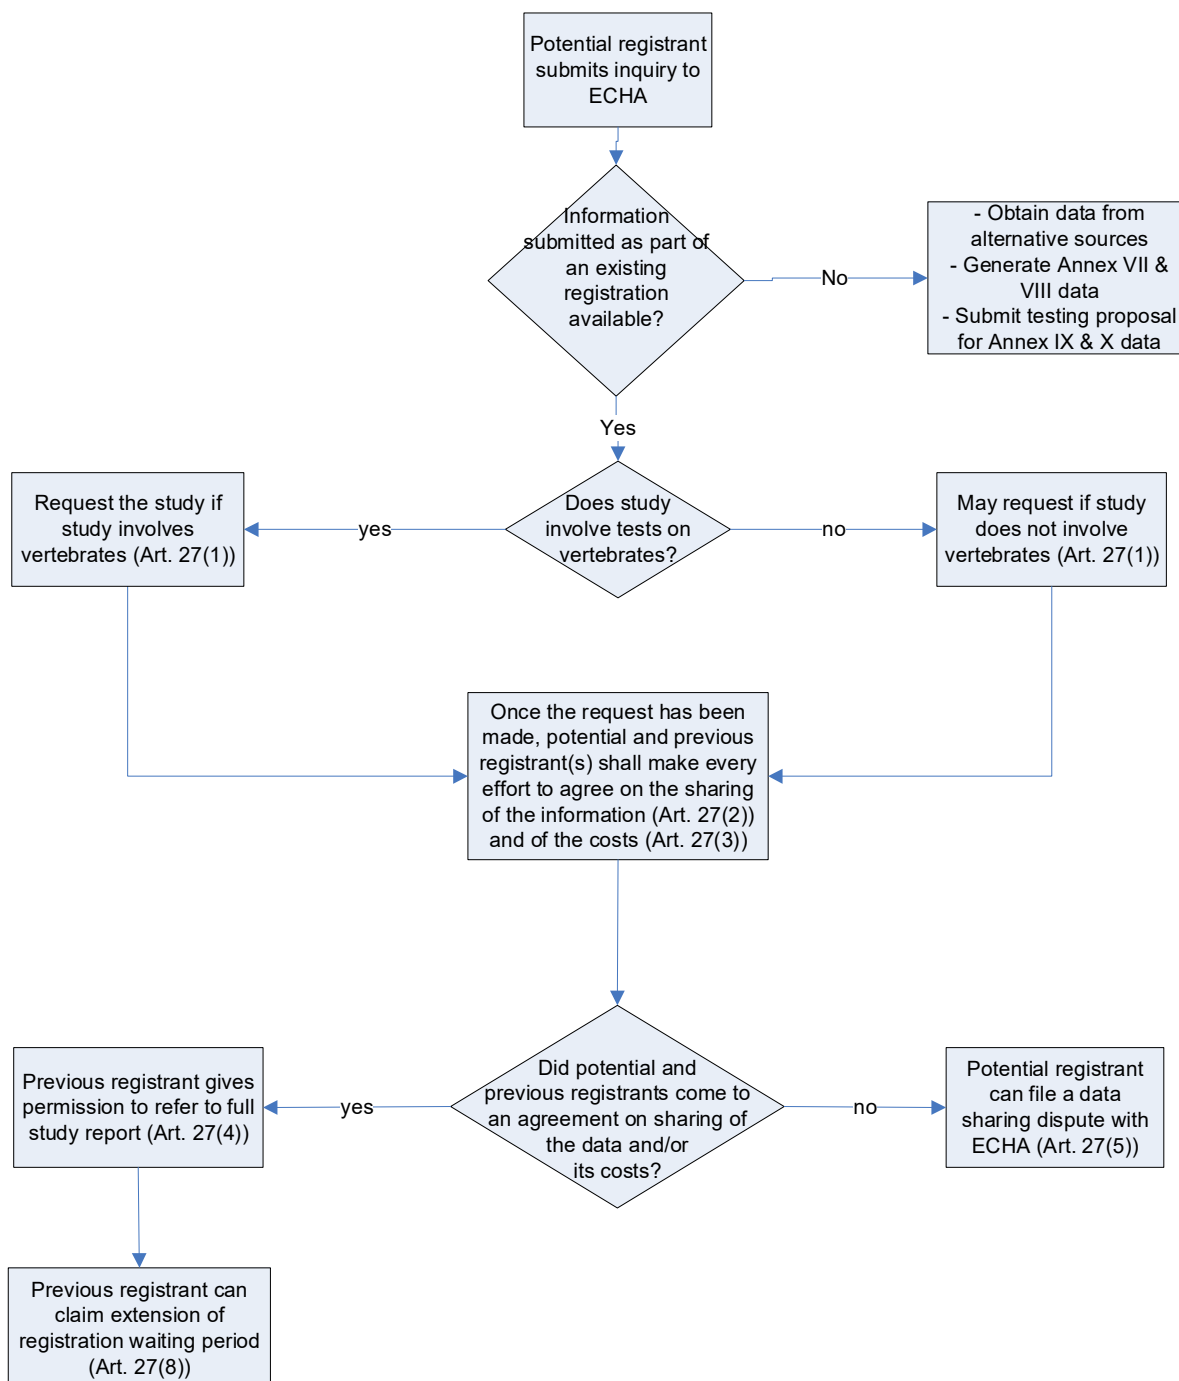 Potential registrant
submits inquiry to
ECHA
Information
submitted as part of
an existing
registration
available?
No
- Obtain data from
alternative sources
- Generate Annex VII &
VIII data
- Submit testing proposal
for Annex IX & X data
Yes
Request the study if
study involves
vertebrates (Art. 27(1))
yes
Does study
involve tests on
vertebrates?
no
May request if study
does not involve
vertebrates (Art. 27(1))
Once the request has been
made, potential and previous
registrant(s) shall make every
effort to agree on the sharing
of the information (Art. 27(2))
and of the costs (Art. 27(3))
Previous registrant gives
permission to refer to full
study report (Art. 27(4))
yes
Did potential and
previous registrants come to
an agreement on sharing of
the data and/or
its costs?
no
Potential registrant
can file a data
sharing dispute with
ECHA (Art. 27(5))
Previous registrant can
claim extension of
registration waiting period
(Art. 27(8))